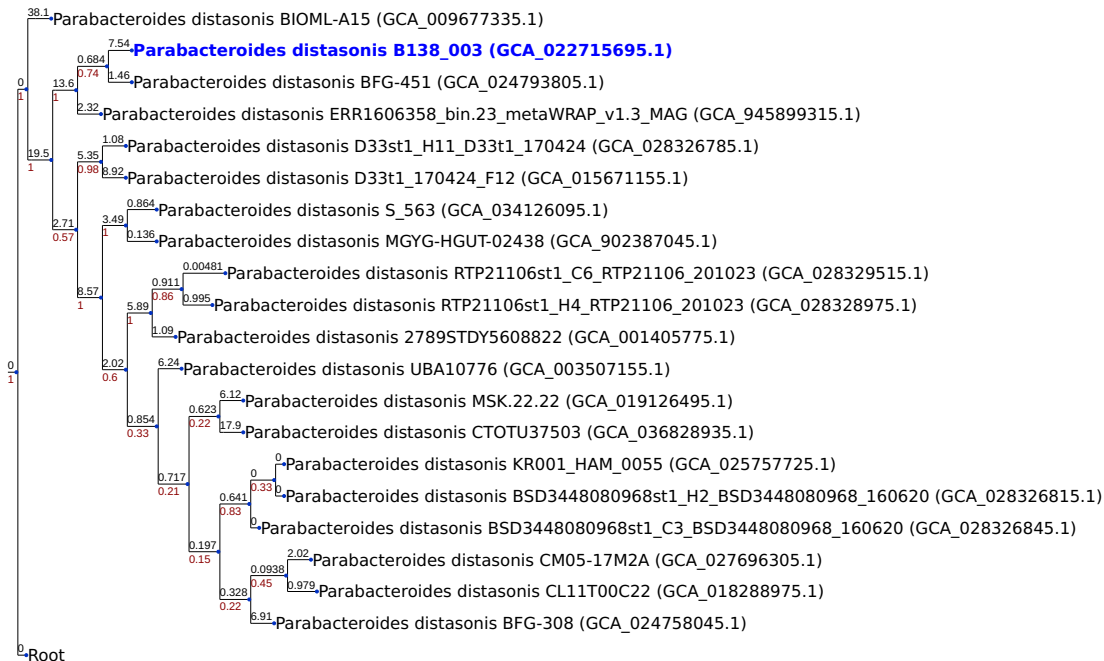 38.1 Parabacteroides distasonis BIOML-A15 (GCA_009677335.1)
7.54 Parabacteroides distasonis B138_003 (GCA_022715695.1)
0.684
0.74
1.46 Parabacteroides distasonis BFG-451 (GCA_024793805.1)
0
1
13.6
1
2.32 Parabacteroides distasonis ERR1606358_bin.23_metaWRAP_v1.3_MAG (GCA_945899315.1)
1.08 Parabacteroides distasonis D33st1_H11_D33t1_170424 (GCA_028326785.1)
19.5
1
5.35
0.98
8.92 Parabacteroides distasonis D33t1_170424_F12 (GCA_015671155.1)
0.864 Parabacteroides distasonis S_563 (GCA_034126095.1)
2.71
0.57
3.49
1
0.136 Parabacteroides distasonis MGYG-HGUT-02438 (GCA_902387045.1)
0.00481 Parabacteroides distasonis RTP21106st1_C6_RTP21106_201023 (GCA_028329515.1)
0.911
0.86
8.57
1
0.995 Parabacteroides distasonis RTP21106st1_H4_RTP21106_201023 (GCA_028328975.1)
5.89
1
1.09 Parabacteroides distasonis 2789STDY5608822 (GCA_001405775.1)
0
1
2.02
0.6
6.24 Parabacteroides distasonis UBA10776 (GCA_003507155.1)
6.12 Parabacteroides distasonis MSK.22.22 (GCA_019126495.1)
0.854
0.33
0.623
0.22
17.9 Parabacteroides distasonis CTOTU37503 (GCA_036828935.1)
0 Parabacteroides distasonis KR001_HAM_0055 (GCA_025757725.1)
0.717
0.21
0
0.33
0 Parabacteroides distasonis BSD3448080968st1_H2_BSD3448080968_160620 (GCA_028326815.1)
0.641
0.83
0 Parabacteroides distasonis BSD3448080968st1_C3_BSD3448080968_160620 (GCA_028326845.1)
0.197
0.15
2.02 Parabacteroides distasonis CM05-17M2A (GCA_027696305.1)
0.0938
0.45
0.979 Parabacteroides distasonis CL11T00C22 (GCA_018288975.1)
0.328
0.22
6.91 Parabacteroides distasonis BFG-308 (GCA_024758045.1)
0 Root